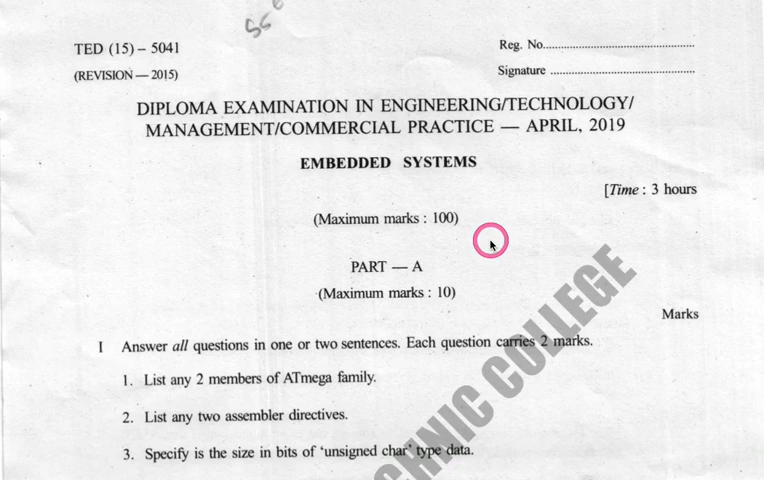 55
TED (15) – 5041
Reg. No.............................................
(REVISION — 2015)
Signature ...........................................
DIPLOMA EXAMINATION IN ENGINEERING/TECHNOLOGY/
MANAGEMENT/COMMERCIAL PRACTICE — APRIL, 2019
EMBEDDED SYSTEMS
[Time : 3 hours
(Maximum marks : 100)
PART — A
(Maximum marks : 10)
Marks
I Answer all questions in one or two sentences. Each question carries 2 marks.
1. List any 2 members of ATmega family.
2. List any two assembler directives.
3. Specify is the size in bits of ‘unsigned char’ type data.
COLLEGE